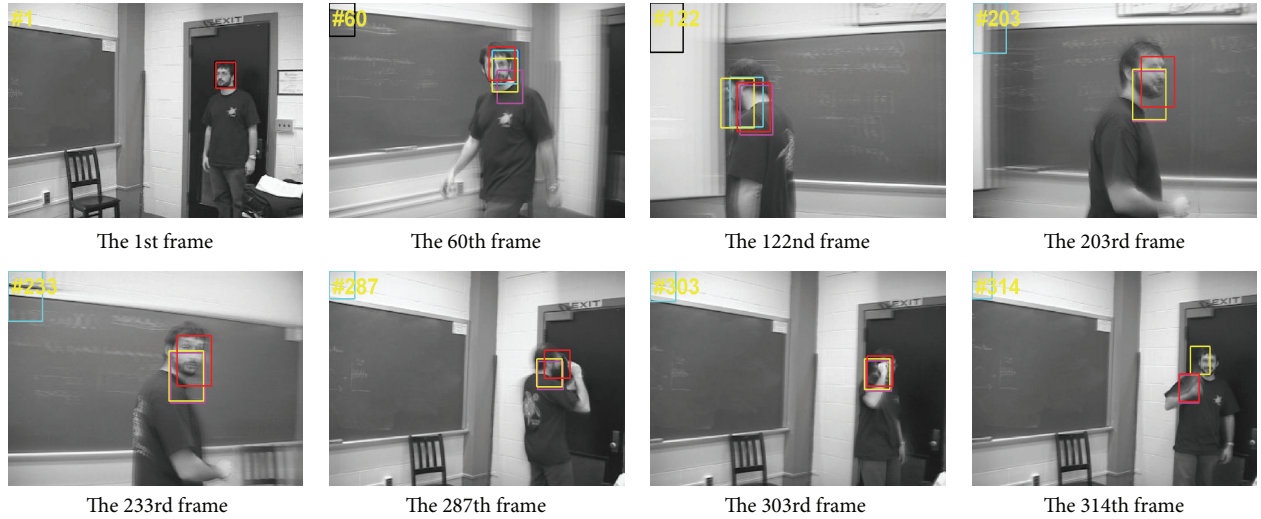 #1
EXIT
The 1st frame
#60
The 60th frame
#122
The 122nd frame
#203
The 203rd frame
#233
The 233rd frame
#287
EXIT
The 287th frame
#303
EXIT
The 303rd frame
#314
EXIT
The 314th frame